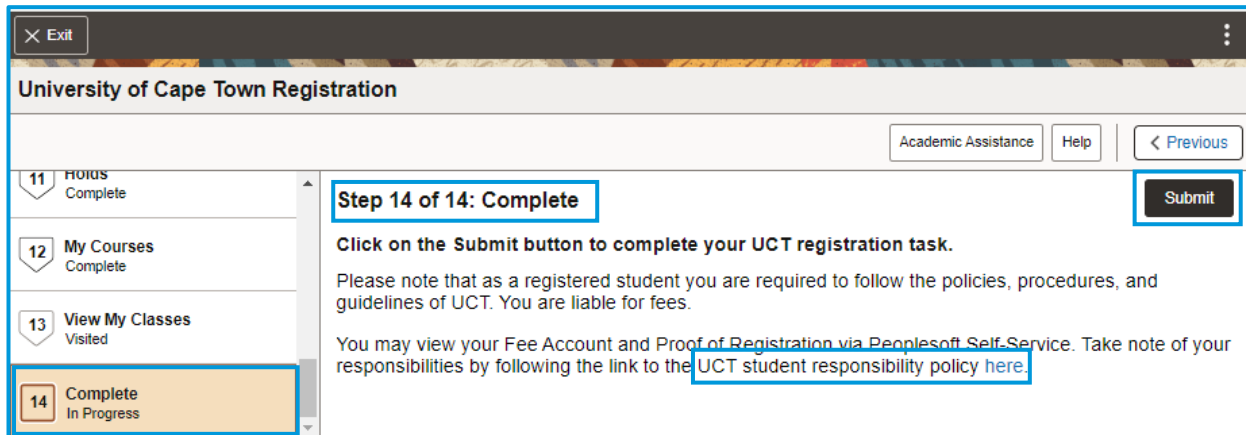 Exit
University of Cape Town Registration
Academic Assistance
Help
Previous
11 Holds
Complete
12 My Courses
Complete
13 View My Classes
Visited
14 Complete
In Progress
Step 14 of 14: Complete
Submit
Click on the Submit button to complete your UCT registration task.
Please note that as a registered student you are required to follow the policies, procedures, and
guidelines of UCT. You are liable for fees.
You may view your Fee Account and Proof of Registration via Peoplesoft Self-Service. Take note of your
responsibilities by following the link to the UCT student responsibility policy here.